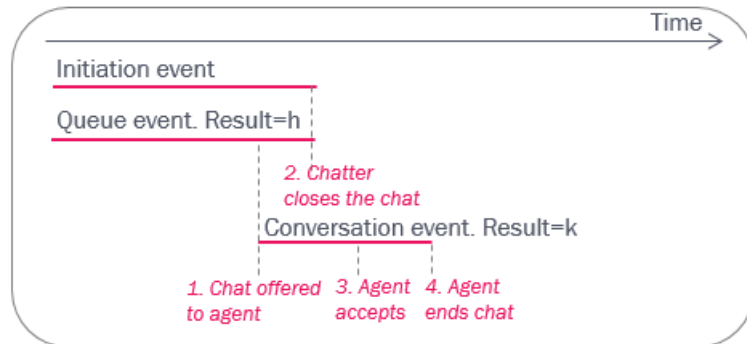 Time
Initiation event
Queue event. Result=h
2. Chatter
closes the chat
Conversation event. Result=k
1. Chat offered
to agent
3. Agent
accepts
4. Agent
ends chat